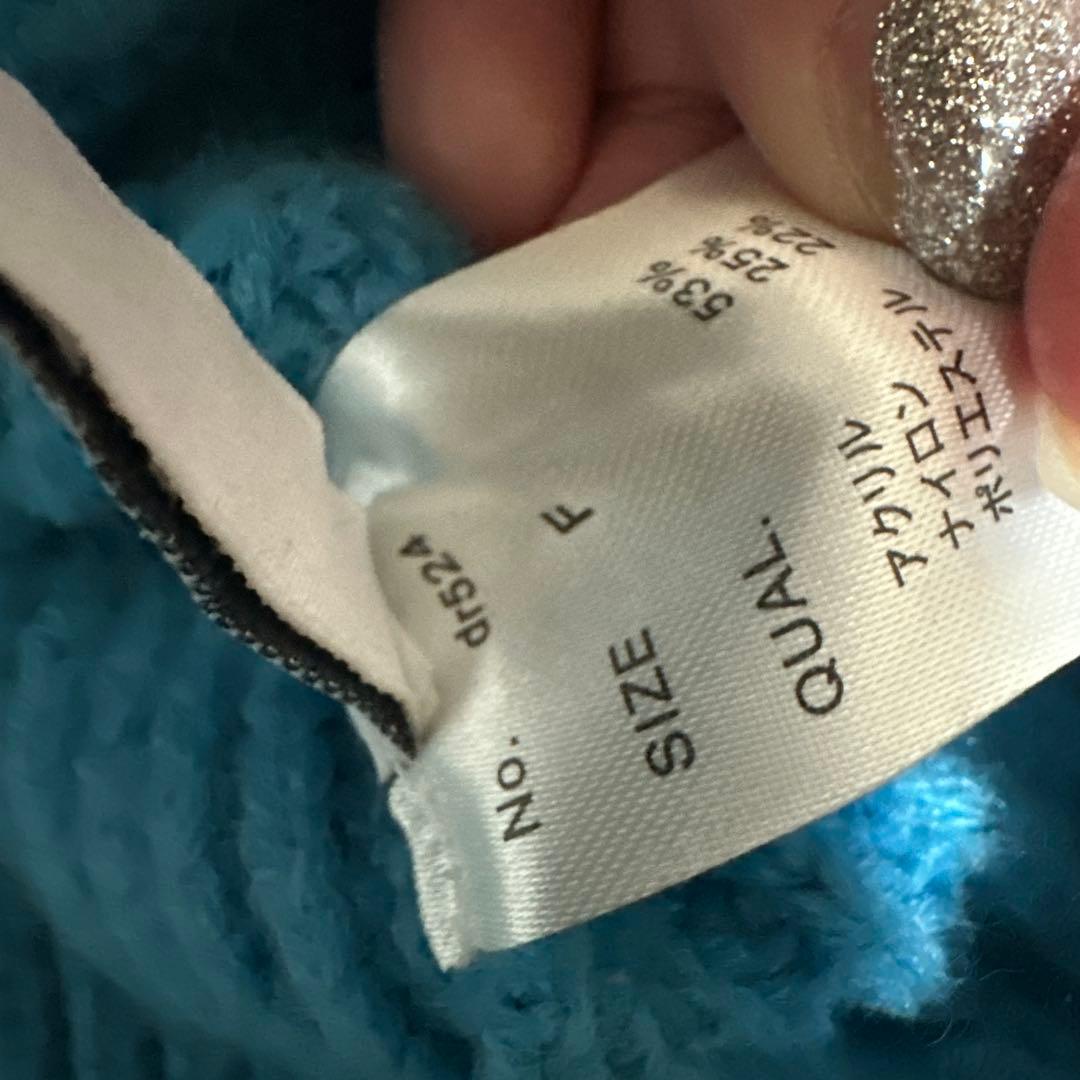 No. dr524
SIZE F
QUAL.
アクリル 53%
ナイロン 25%
ポリエステル 22%